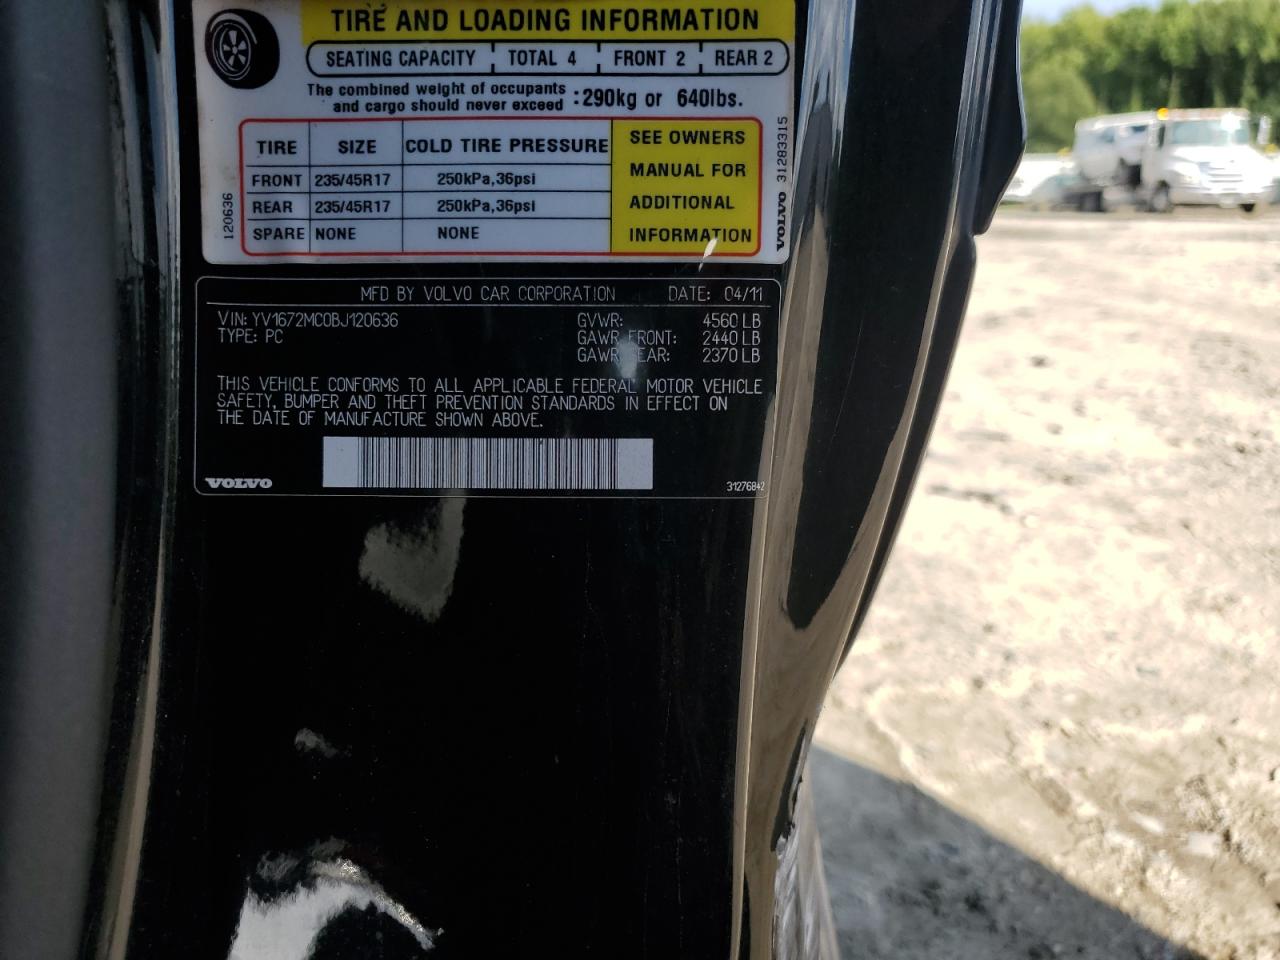 TIRE AND LOADING INFORMATION
SEATING CAPACITY TOTAL 4 FRONT 2 REAR 2
The combined weight of occupants and cargo should never exceed :290kg or 640lbs.
TIRE SIZE COLD TIRE PRESSURE
FRONT 235/45R17 250kPa,36psi
REAR 235/45R17 250kPa,36psi
SPARE NONE NONE
SEE OWNERS
MANUAL FOR
ADDITIONAL
INFORMATION
120636
VOLVO 31283315
MFD BY VOLVO CAR CORPORATION DATE: 04/11
VIN: YV1672MC0BJ120636 GVWR: 4560 LB
TYPE: PC GAWR FRONT: 2440 LB
GAWR REAR: 2370 LB
THIS VEHICLE CONFORMS TO ALL APPLICABLE FEDERAL MOTOR VEHICLE
SAFETY, BUMPER AND THEFT PREVENTION STANDARDS IN EFFECT ON
THE DATE OF MANUFACTURE SHOWN ABOVE.
VOLVO 31276842